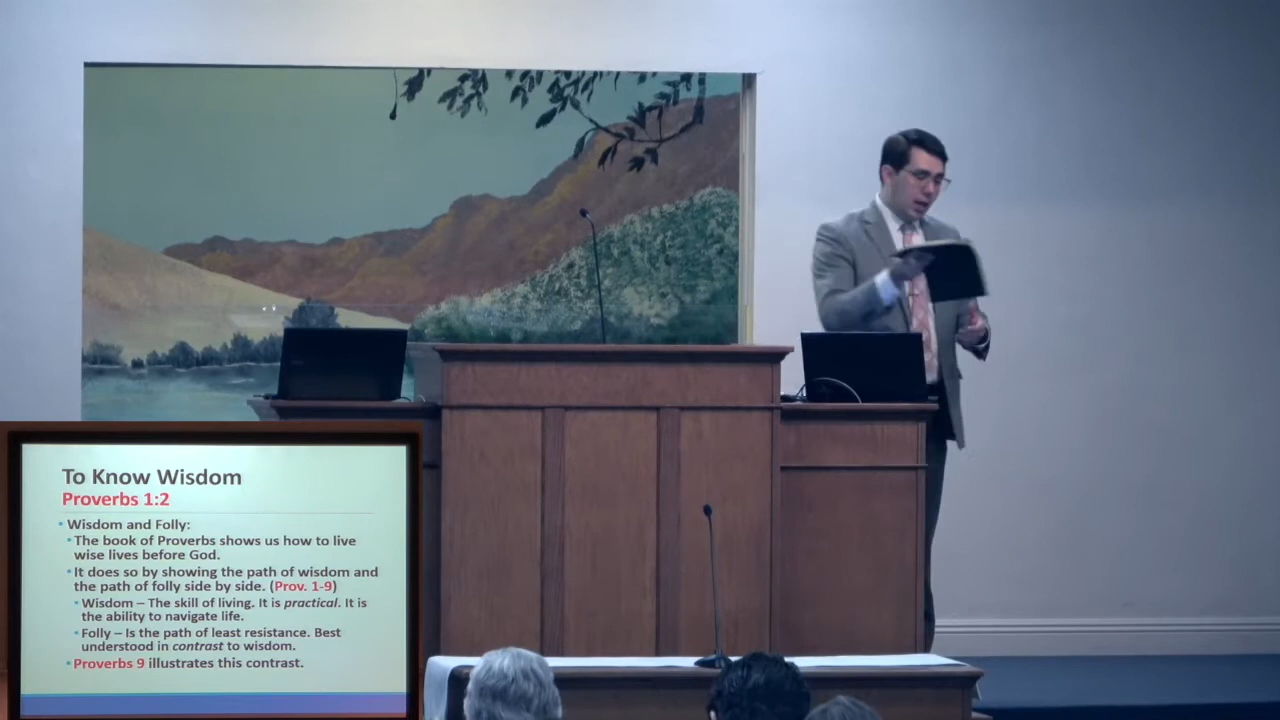 To Know Wisdom
Proverbs 1:2
• Wisdom and Folly:
• The book of Proverbs shows us how to live
wise lives before God.
• It does so by showing the path of wisdom and
the path of folly side by side. (Prov. 1-9)
• Wisdom – The skill of living. It is practical. It is
the ability to navigate life.
• Folly – Is the path of least resistance. Best
understood in contrast to wisdom.
• Proverbs 9 illustrates this contrast.